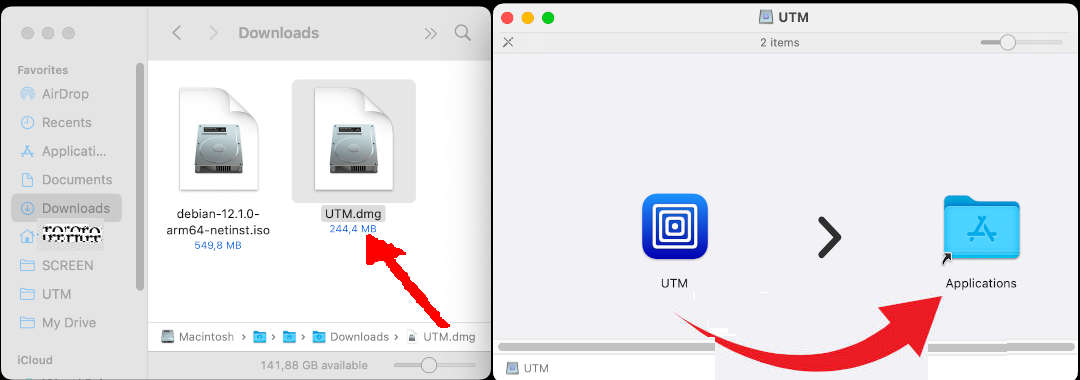 Downloads
Favorites
AirDrop
Recents
Applicati...
Documents
Downloads
SCREEN
UTM
My Drive
iCloud
debian-12.1.0-
arm64-netinst.iso
549,8 MB
UTM.dmg
244,4 MB
Macintosh
Downloads
UTM.dmg
141,88 GB available
UTM
2 items
UTM
Applications
UTM